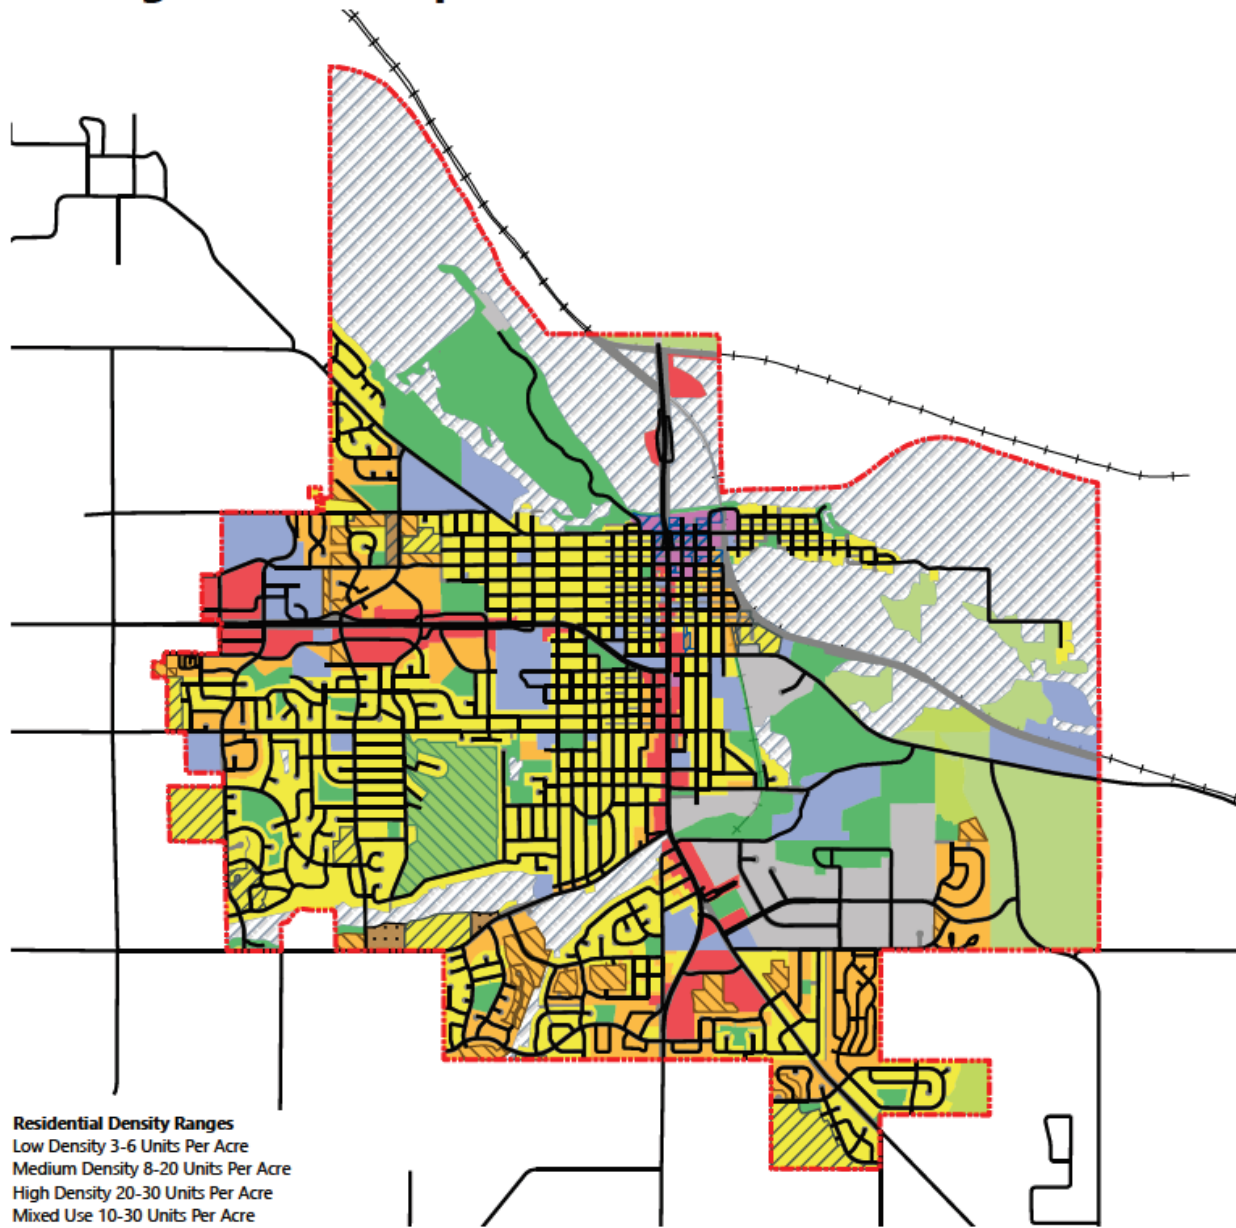 Residential Density Ranges
Low Density 3-6 Units Per Acre
Medium Density 8-20 Units Per Acre
High Density 20-30 Units Per Acre
Mixed Use 10-30 Units Per Acre